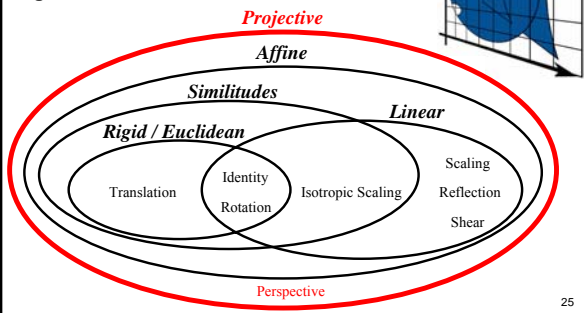 Projective
Affine
Similitudes
Linear
Rigid / Euclidean
Translation
Identity
Rotation
Isotropic Scaling
Scaling
Reflection
Shear
Perspective
25